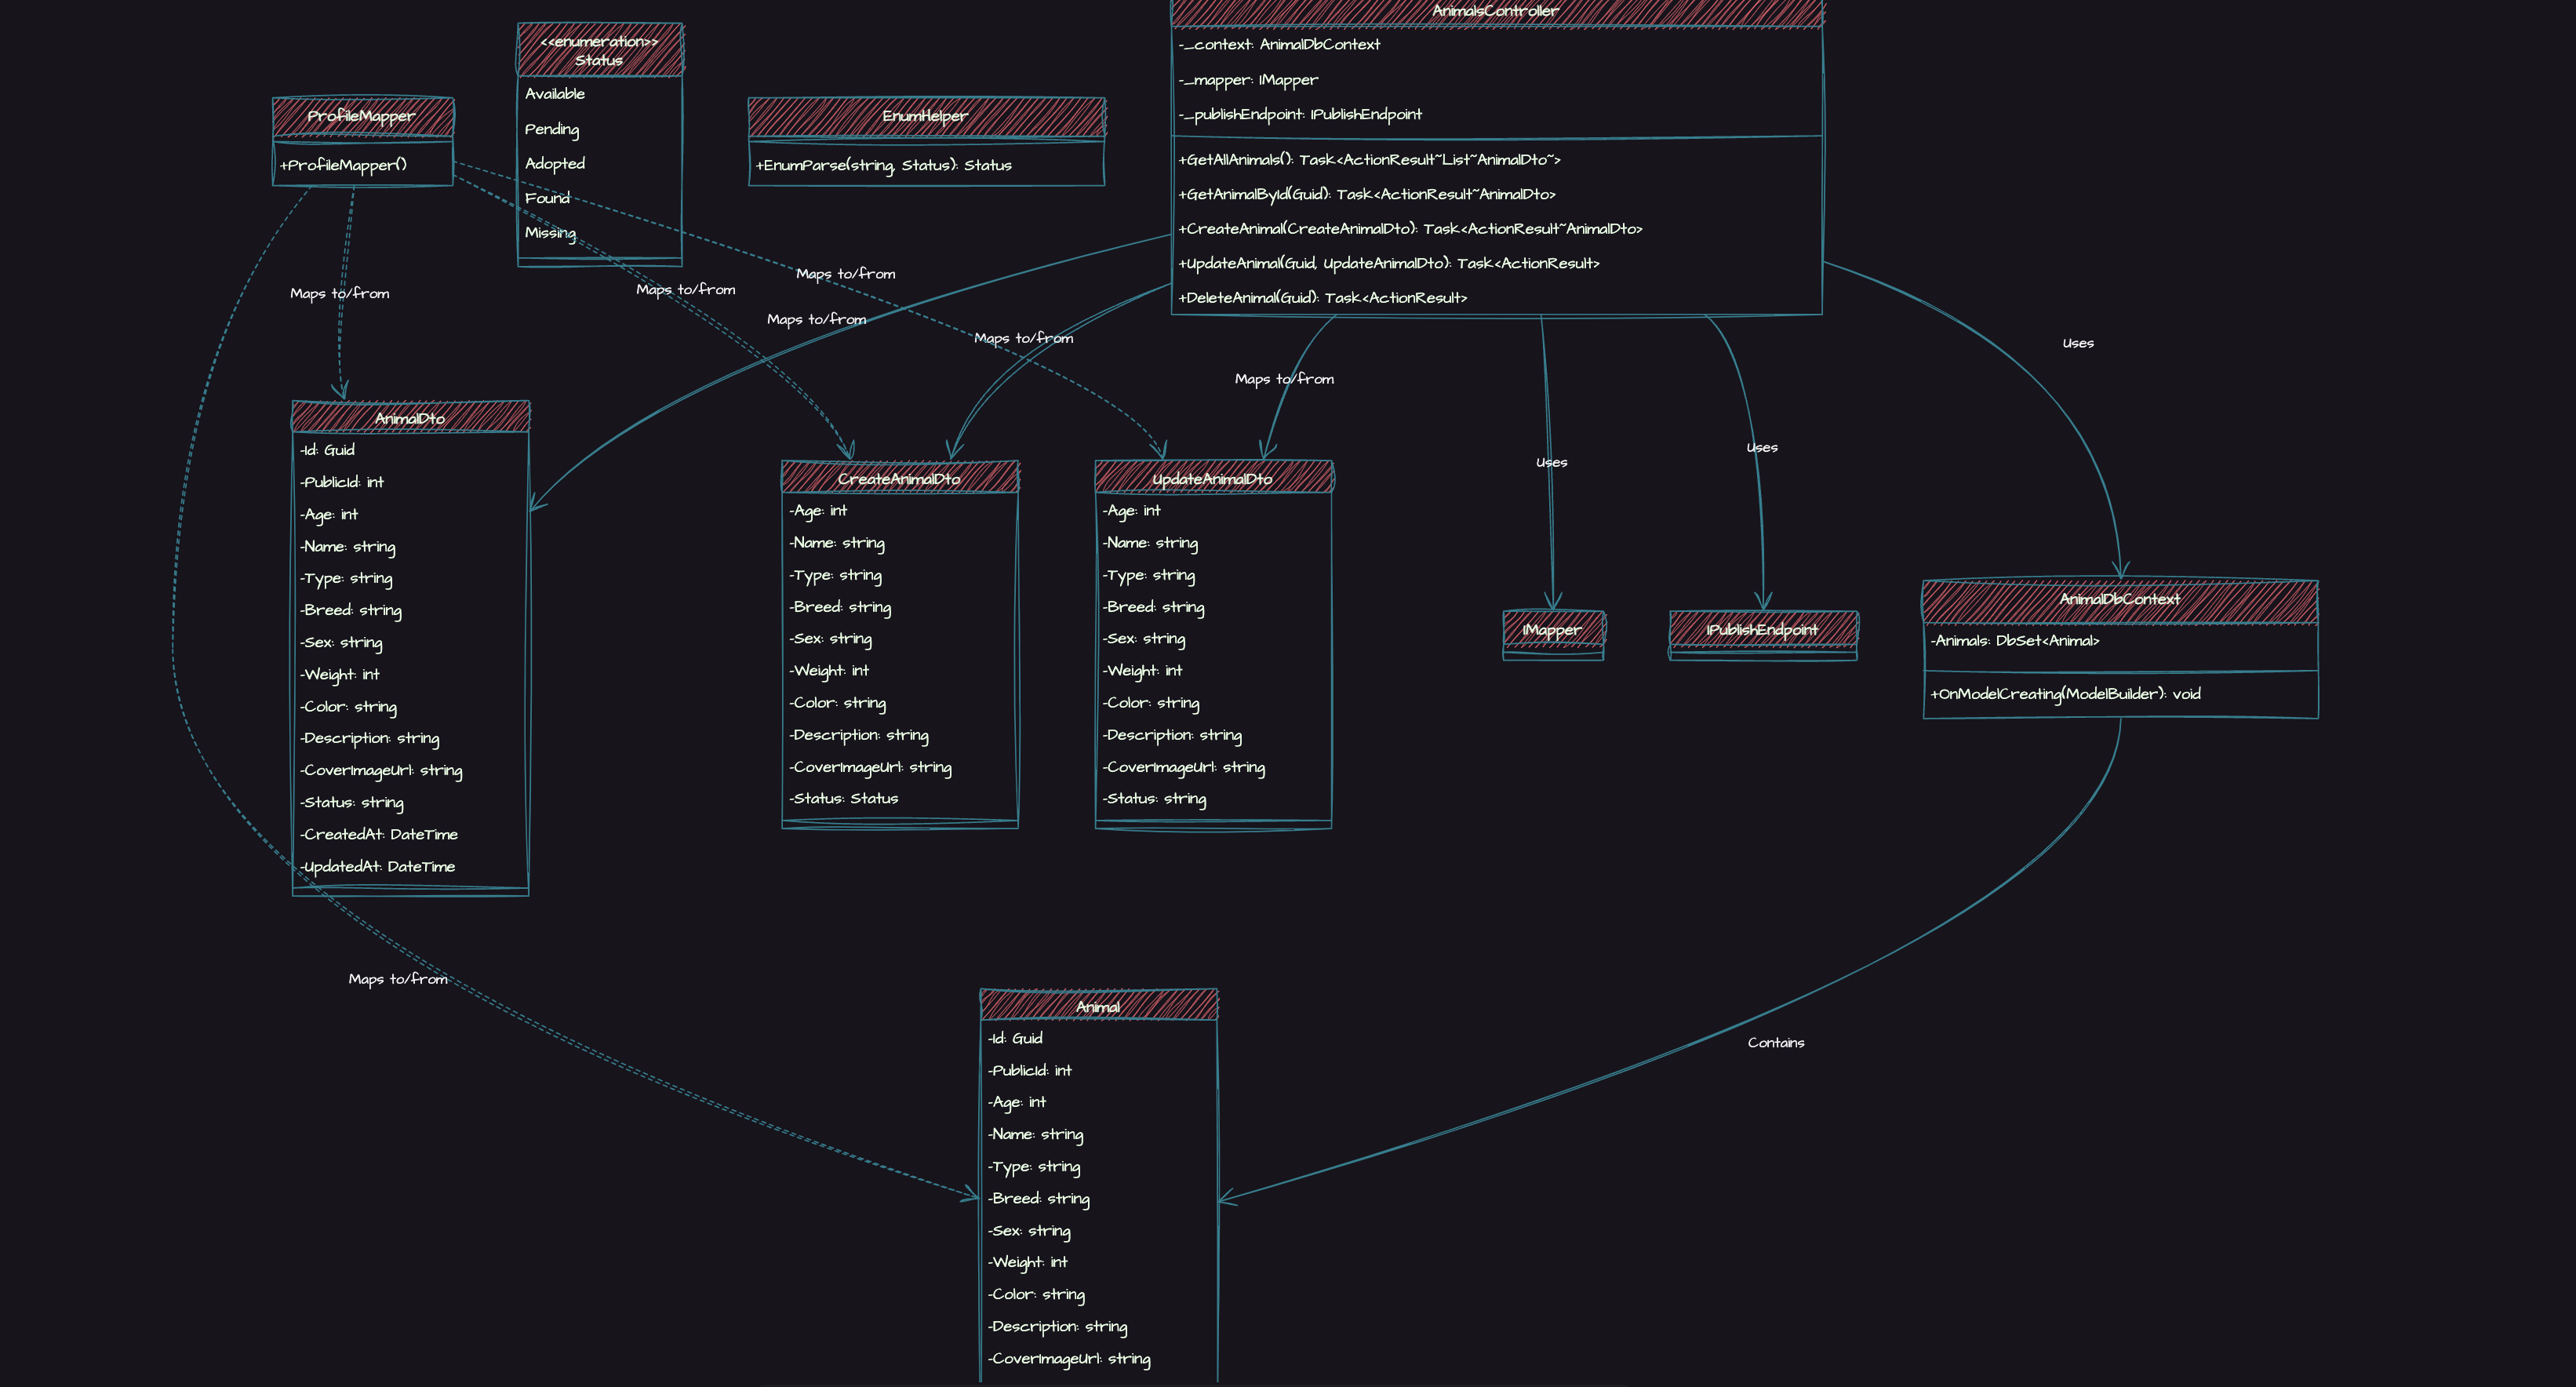 AnimalsController
-_context: AnimalDbContext
-_mapper: IMapper
-_publishEndpoint: IPublishEndpoint
+GetAllAnimals(): Task<ActionResult~List~AnimalDto~>
+GetAnimalById(Guid): Task<ActionResult~AnimalDto>
+CreateAnimal(CreateAnimalDto): Task<ActionResult~AnimalDto>
+UpdateAnimal(Guid, UpdateAnimalDto): Task<ActionResult>
+DeleteAnimal(Guid): Task<ActionResult>
<<enumeration>>
Status
Available
Pending
Adopted
Found
Missing
ProfileMapper
+ProfileMapper()
EnumHelper
+EnumParse(string, Status): Status
Maps to/from
Maps to/from
Maps to/from
Maps to/from
Maps to/from
Maps to/from
Uses
Uses
Uses
AnimalDto
-Id: Guid
-PublicId: int
-Age: int
-Name: string
-Type: string
-Breed: string
-Sex: string
-Weight: int
-Color: string
-Description: string
-CoverImageUrl: string
-Status: string
-CreatedAt: DateTime
-UpdatedAt: DateTime
CreateAnimalDto
-Age: int
-Name: string
-Type: string
-Breed: string
-Sex: string
-Weight: int
-Color: string
-Description: string
-CoverImageUrl: string
-Status: Status
UpdateAnimalDto
-Age: int
-Name: string
-Type: string
-Breed: string
-Sex: string
-Weight: int
-Color: string
-Description: string
-CoverImageUrl: string
-Status: string
IMapper
IPublishEndpoint
AnimalDbContext
-Animals: DbSet<Animal>
+OnModelCreating(ModelBuilder): void
Maps to/from
Contains
Animal
-Id: Guid
-PublicId: int
-Age: int
-Name: string
-Type: string
-Breed: string
-Sex: string
-Weight: int
-Color: string
-Description: string
-CoverImageUrl: string